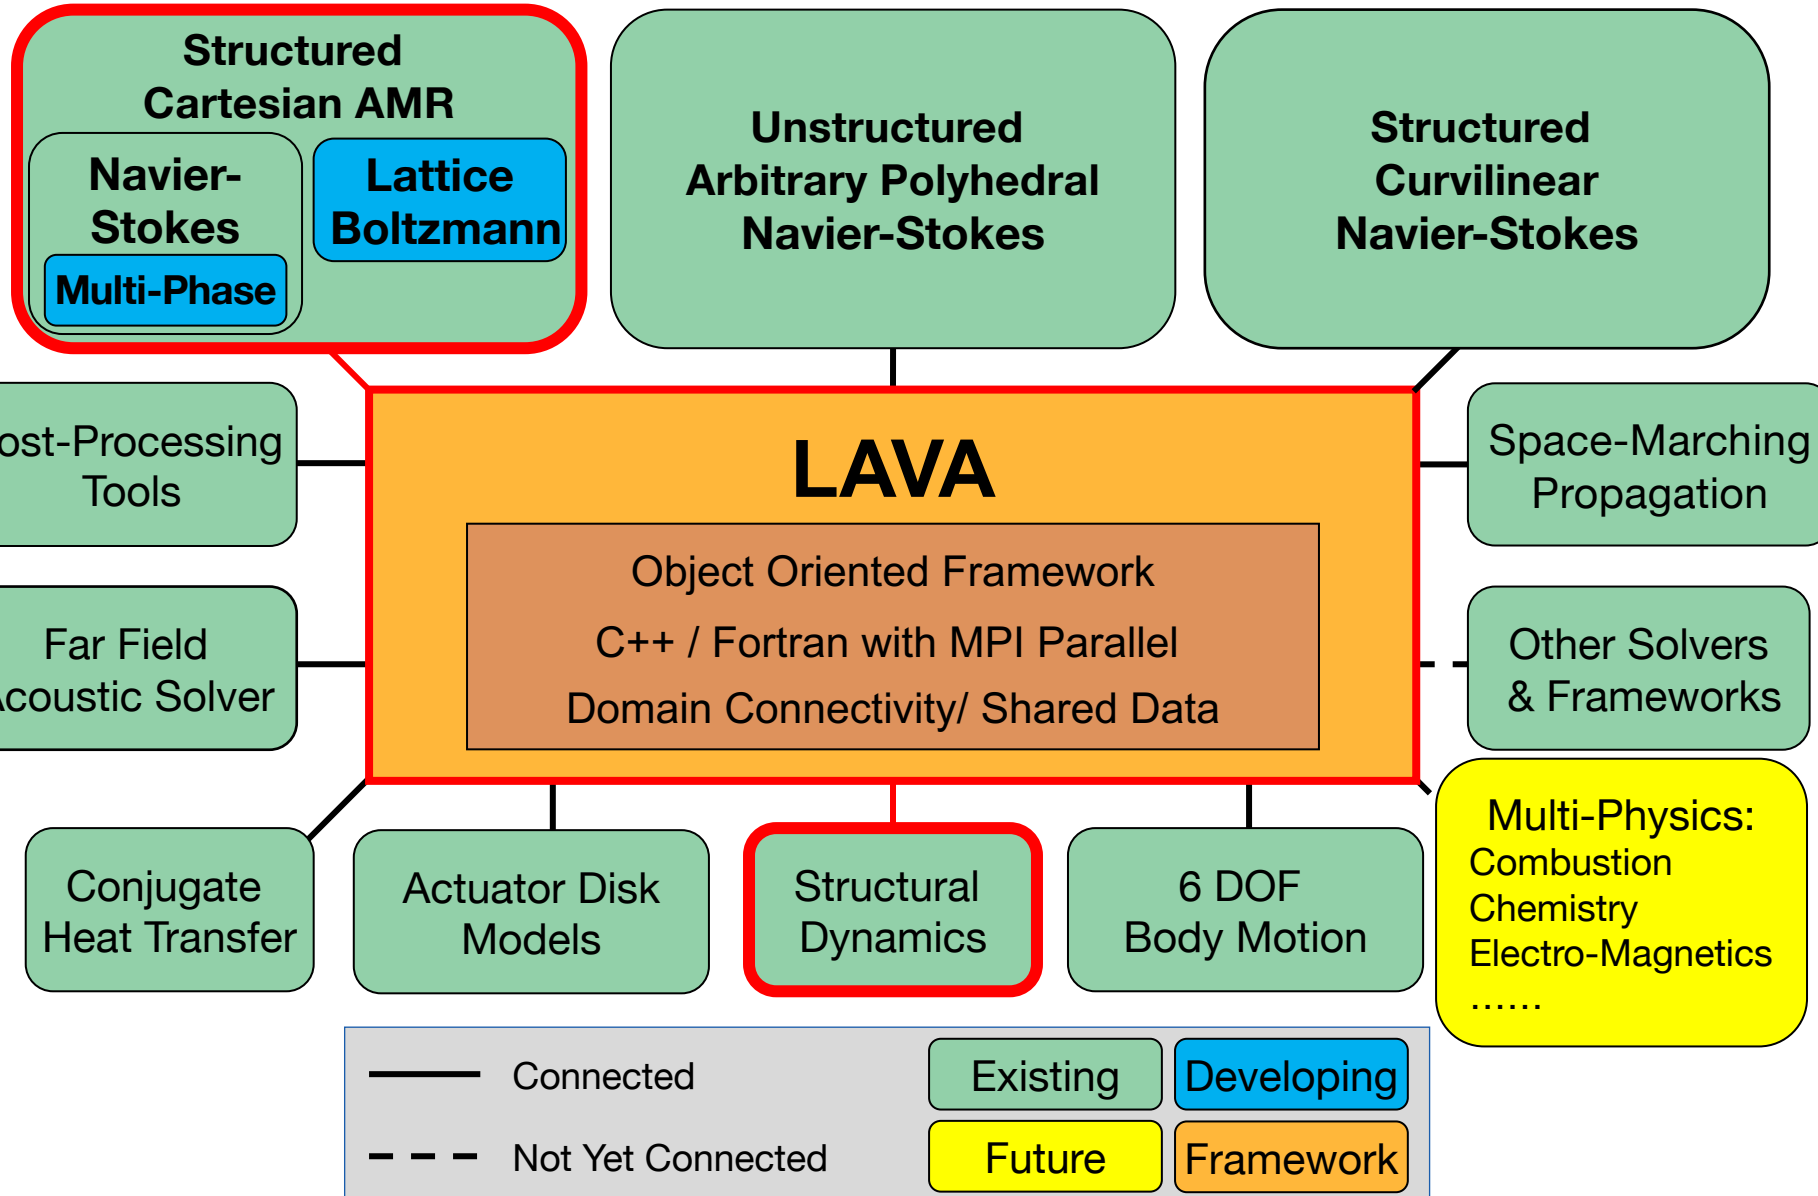 Structured
Cartesian AMR
Navier-
Stokes
Multi-Phase
Lattice
Boltzmann
Unstructured
Arbitrary Polyhedral
Navier-Stokes
Structured
Curvilinear
Navier-Stokes
ost-Processing
Tools
Far Field
Acoustic Solver
LAVA
Object Oriented Framework
C++ / Fortran with MPI Parallel
Domain Connectivity/ Shared Data
Space-Marching
Propagation
Other Solvers
& Frameworks
Conjugate
Heat Transfer
Actuator Disk
Models
Structural
Dynamics
6 DOF
Body Motion
Multi-Physics:
Combustion
Chemistry
Electro-Magnetics
......
Connected
Not Yet Connected
Existing
Developing
Future
Framework